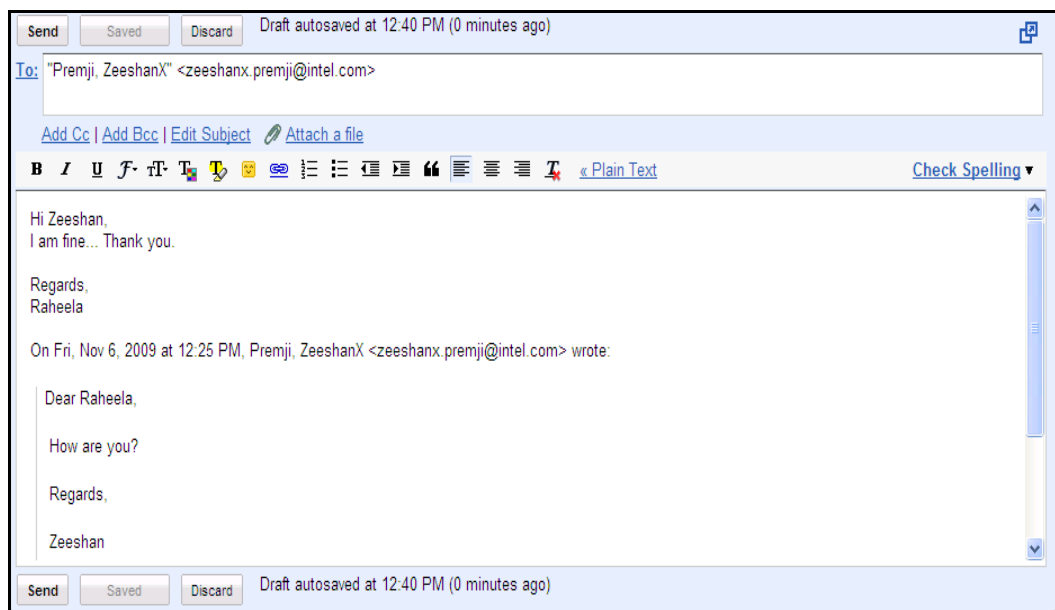 Send Saved Discard Draft autosaved at 12:40 PM (0 minutes ago)
To: "Premji, ZeeshanX" <zeeshanx.premji@intel.com>
Add Cc | Add Bcc | Edit Subject Attach a file
B I U F TT T T T « Plain Text Check Spelling ▼
Hi Zeeshan,
I am fine... Thank you.
Regards,
Raheela
On Fri, Nov 6, 2009 at 12:25 PM, Premji, ZeeshanX <zeeshanx.premji@intel.com> wrote:
Dear Raheela,
How are you?
Regards,
Zeeshan
Send Saved Discard Draft autosaved at 12:40 PM (0 minutes ago)